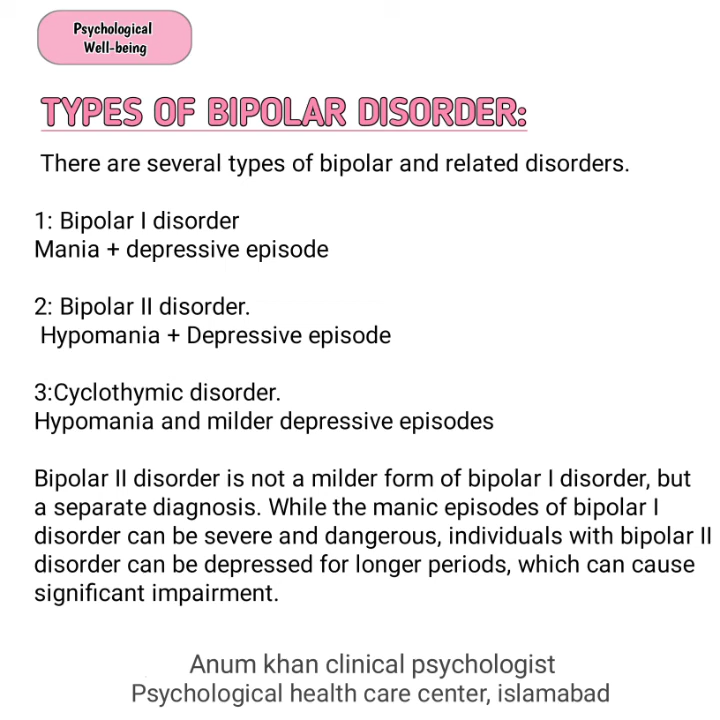 Psychological
Well-being
TYPES OF BIPOLAR DISORDER:
There are several types of bipolar and related disorders.
1: Bipolar I disorder
Mania + depressive episode
2: Bipolar II disorder.
Hypomania + Depressive episode
3:Cyclothymic disorder.
Hypomania and milder depressive episodes
Bipolar II disorder is not a milder form of bipolar I disorder, but
a separate diagnosis. While the manic episodes of bipolar I
disorder can be severe and dangerous, individuals with bipolar II
disorder can be depressed for longer periods, which can cause
significant impairment.
Anum khan clinical psychologist
Psychological health care center, islamabad